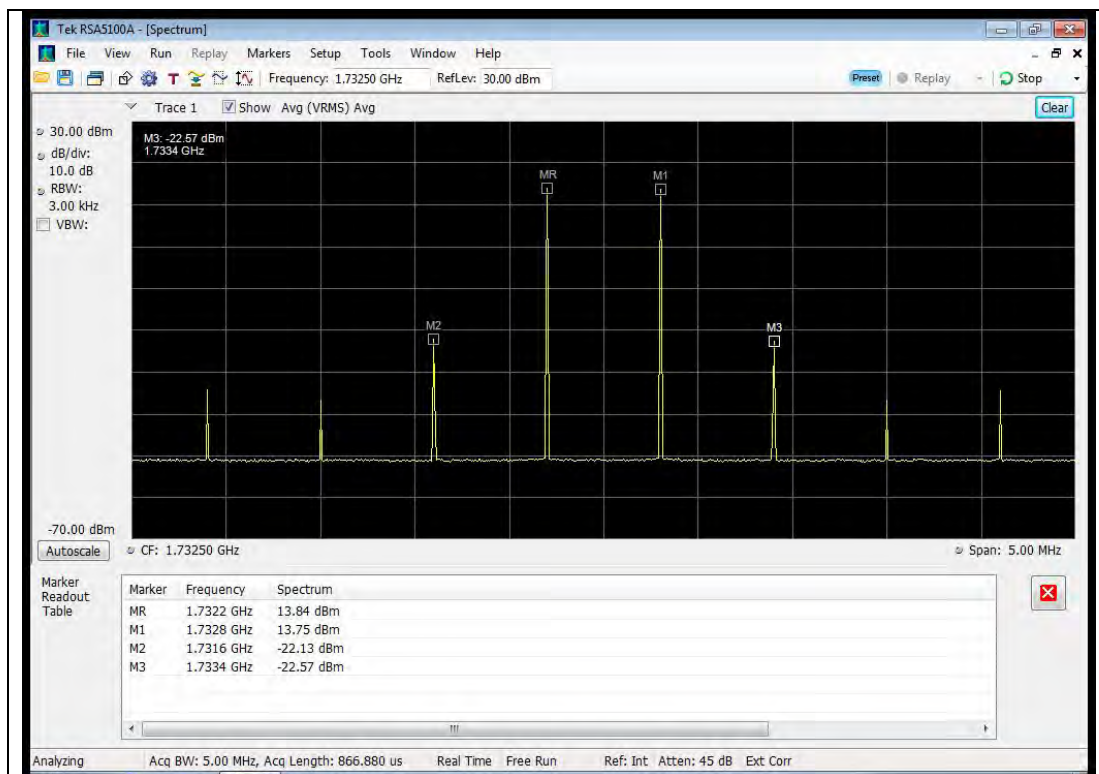 Tek RSA5100A - [Spectrum]
File View Run Replay Markers Setup Tools Window Help
T Frequency: 1.73250 GHz RefLev: 30.00 dBm Preset Replay Stop
Trace 1 Show Avg (VRMS) Avg Clear
30.00 dBm
dB/div:
10.0 dB
RBW:
3.00 kHz
VBW:
M3: -22.57 dBm
1.7334 GHz
MR M1
M2 M3
-70.00 dBm
Autoscale CF: 1.73250 GHz Span: 5.00 MHz
Marker
Readout
Table
Marker Frequency Spectrum
MR 1.7322 GHz 13.84 dBm
M1 1.7328 GHz 13.75 dBm
M2 1.7316 GHz -22.13 dBm
M3 1.7334 GHz -22.57 dBm
Analyzing Acq BW: 5.00 MHz, Acq Length: 866.880 us Real Time Free Run Ref: Int Atten: 45 dB Ext Corr